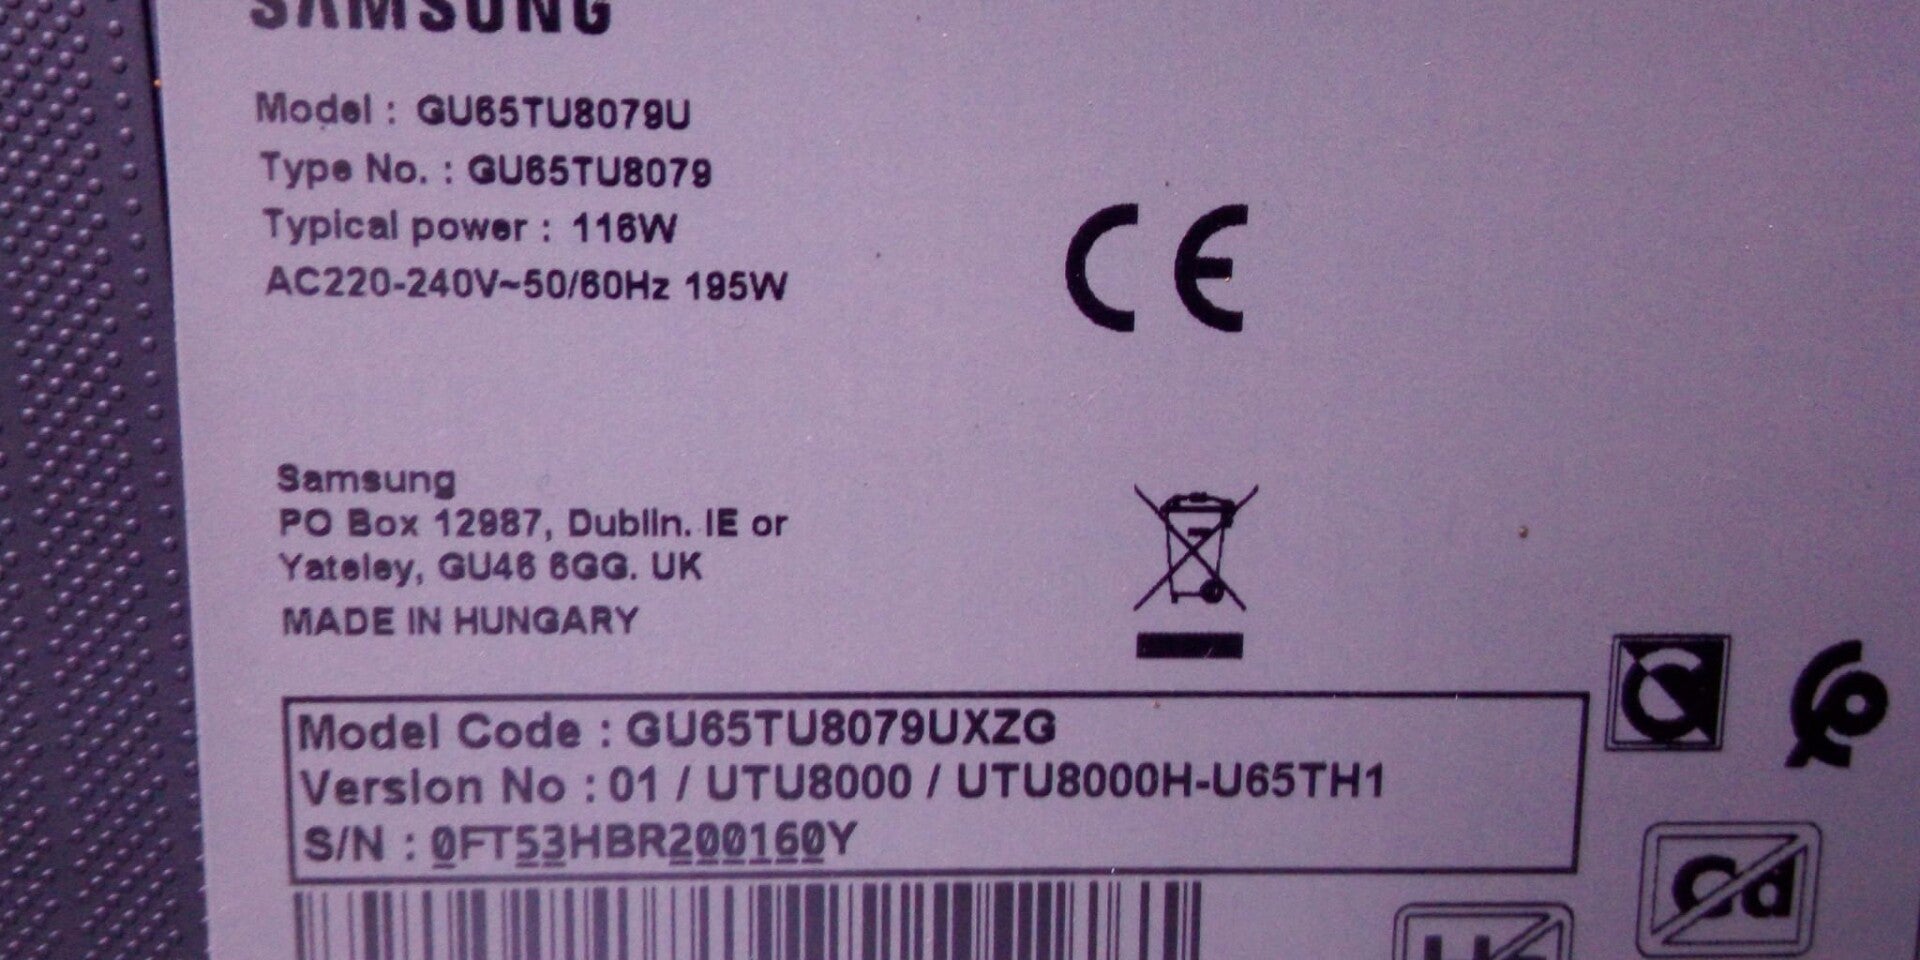 SAMSUNG
Model : GU65TU8079U
Type No. : GU65TU8079
Typical power : 116W
AC220-240V~50/60Hz 195W
CE
Samsung
PO Box 12987, Dublin. IE or
Yateley, GU46 6GG. UK
MADE IN HUNGARY
Model Code : GU65TU8079UXZG
Version No : 01 / UTU8000 / UTU8000H-U65TH1
S/N : 0FT53HBR200160Y
Cd